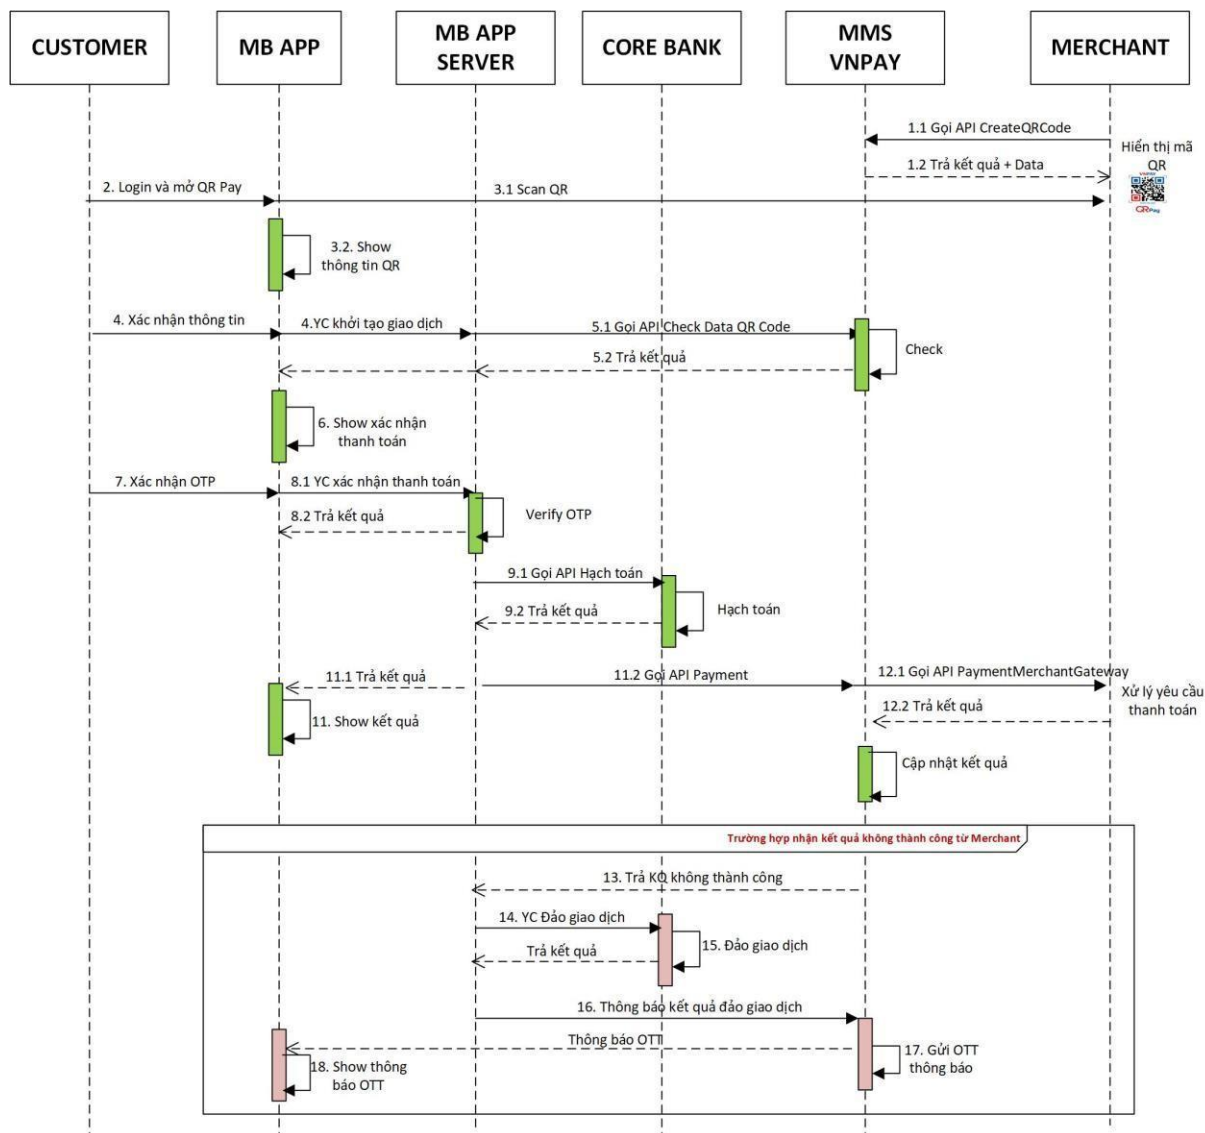 CUSTOMER
MB APP
MB APP
SERVER
CORE BANK
MMS
VNPAY
MERCHANT
1.1 Gọi API CreateQRCode
Hiển thị mã
QR
1.2 Trả kết quả + Data
2. Login và mở QR Pay
3.1 Scan QR
QRPay
3.2. Show
thông tin QR
4. Xác nhận thông tin
4.YC khởi tạo giao dịch
5.1 Gọi API Check Data QR Code
Check
5.2 Trả kết quả
6. Show xác nhận
thanh toán
7. Xác nhận OTP
8.1 YC xác nhận thanh toán
Verify OTP
8.2 Trả kết quả
9.1 Gọi API Hạch toán
Hạch toán
9.2 Trả kết quả
11.1 Trả kết quả
11.2 Gọi API Payment
12.1 Gọi API PaymentMerchantGateway
Xử lý yêu cầu
thanh toán
12.2 Trả kết quả
11. Show kết quả
Cập nhật kết quả
Trường hợp nhận kết quả không thành công từ Merchant
13. Trả KQ không thành công
14. YC Đảo giao dịch
15. Đảo giao dịch
Trả kết quả
16. Thông báo kết quả đảo giao dịch
Thông báo OTT
17. Gửi OTT
thông báo
18. Show thông
báo OTT